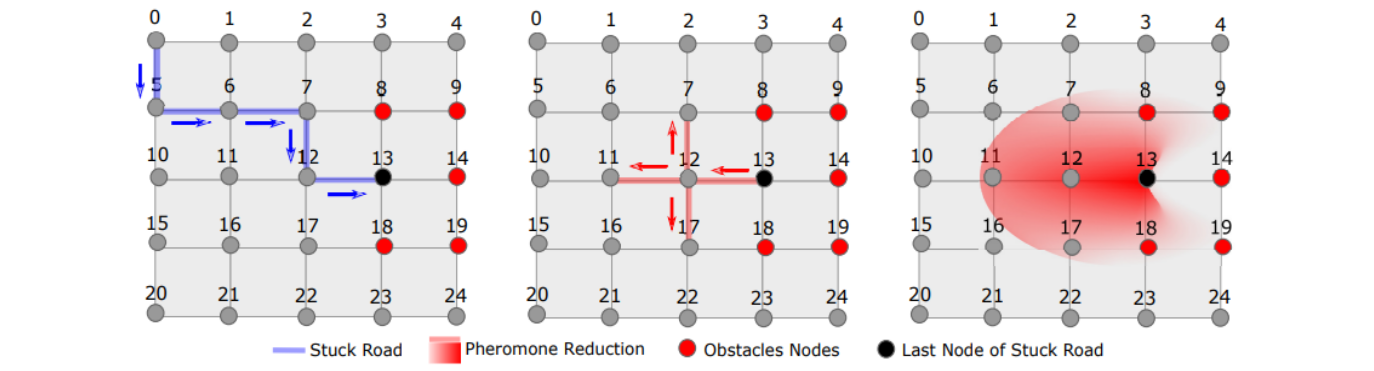 0 1 2 3 4 0 1 2 3 4 0 1 2 3 4
5 6 7 8 9 5 6 7 8 9 5 6 7 8 9
10 11 12 13 14 10 11 12 13 14 10 11 12 13 14
15 16 17 18 19 15 16 17 18 19 15 16 17 18 19
20 21 22 23 24 20 21 22 23 24 20 21 22 23 24
Stuck Road Pheromone Reduction Obstacles Nodes Last Node of Stuck Road